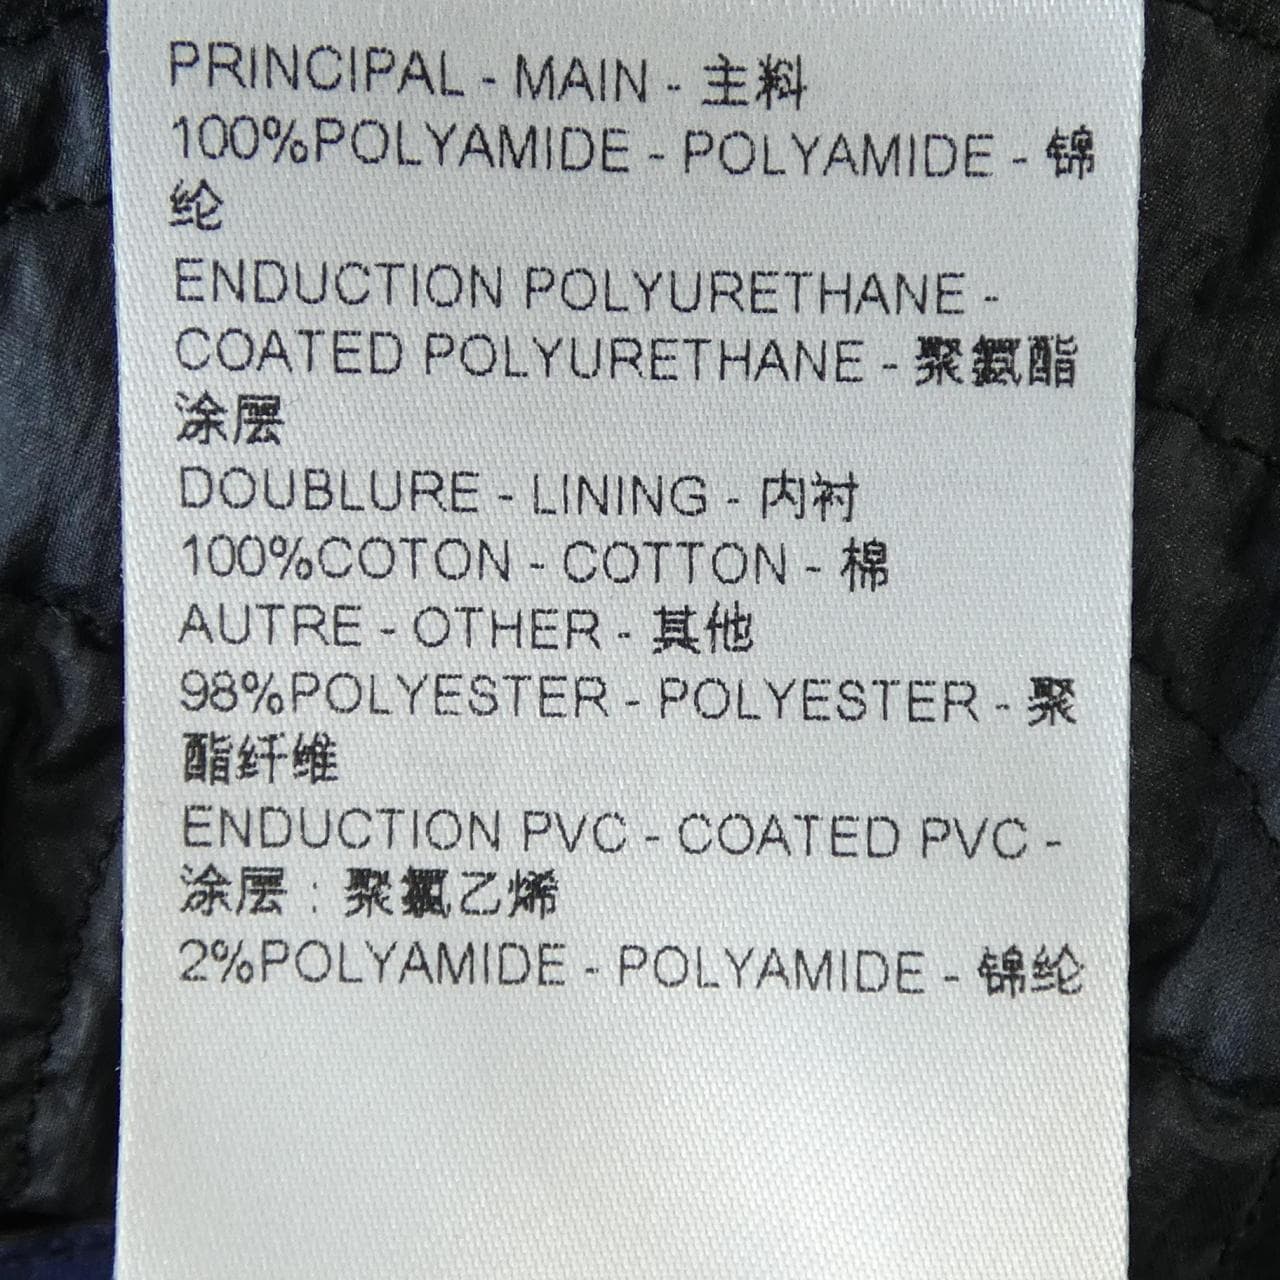 PRINCIPAL - MAIN - 主料
100%POLYAMIDE - POLYAMIDE - 锦
纶
ENDUCTION POLYURETHANE -
COATED POLYURETHANE - 聚氨酯
涂层
DOUBLURE - LINING - 内衬
100%COTON - COTTON - 棉
AUTRE - OTHER - 其他
98%POLYESTER - POLYESTER - 聚
酯纤维
ENDUCTION PVC - COATED PVC -
涂层 : 聚氯乙烯
2%POLYAMIDE - POLYAMIDE - 锦纶